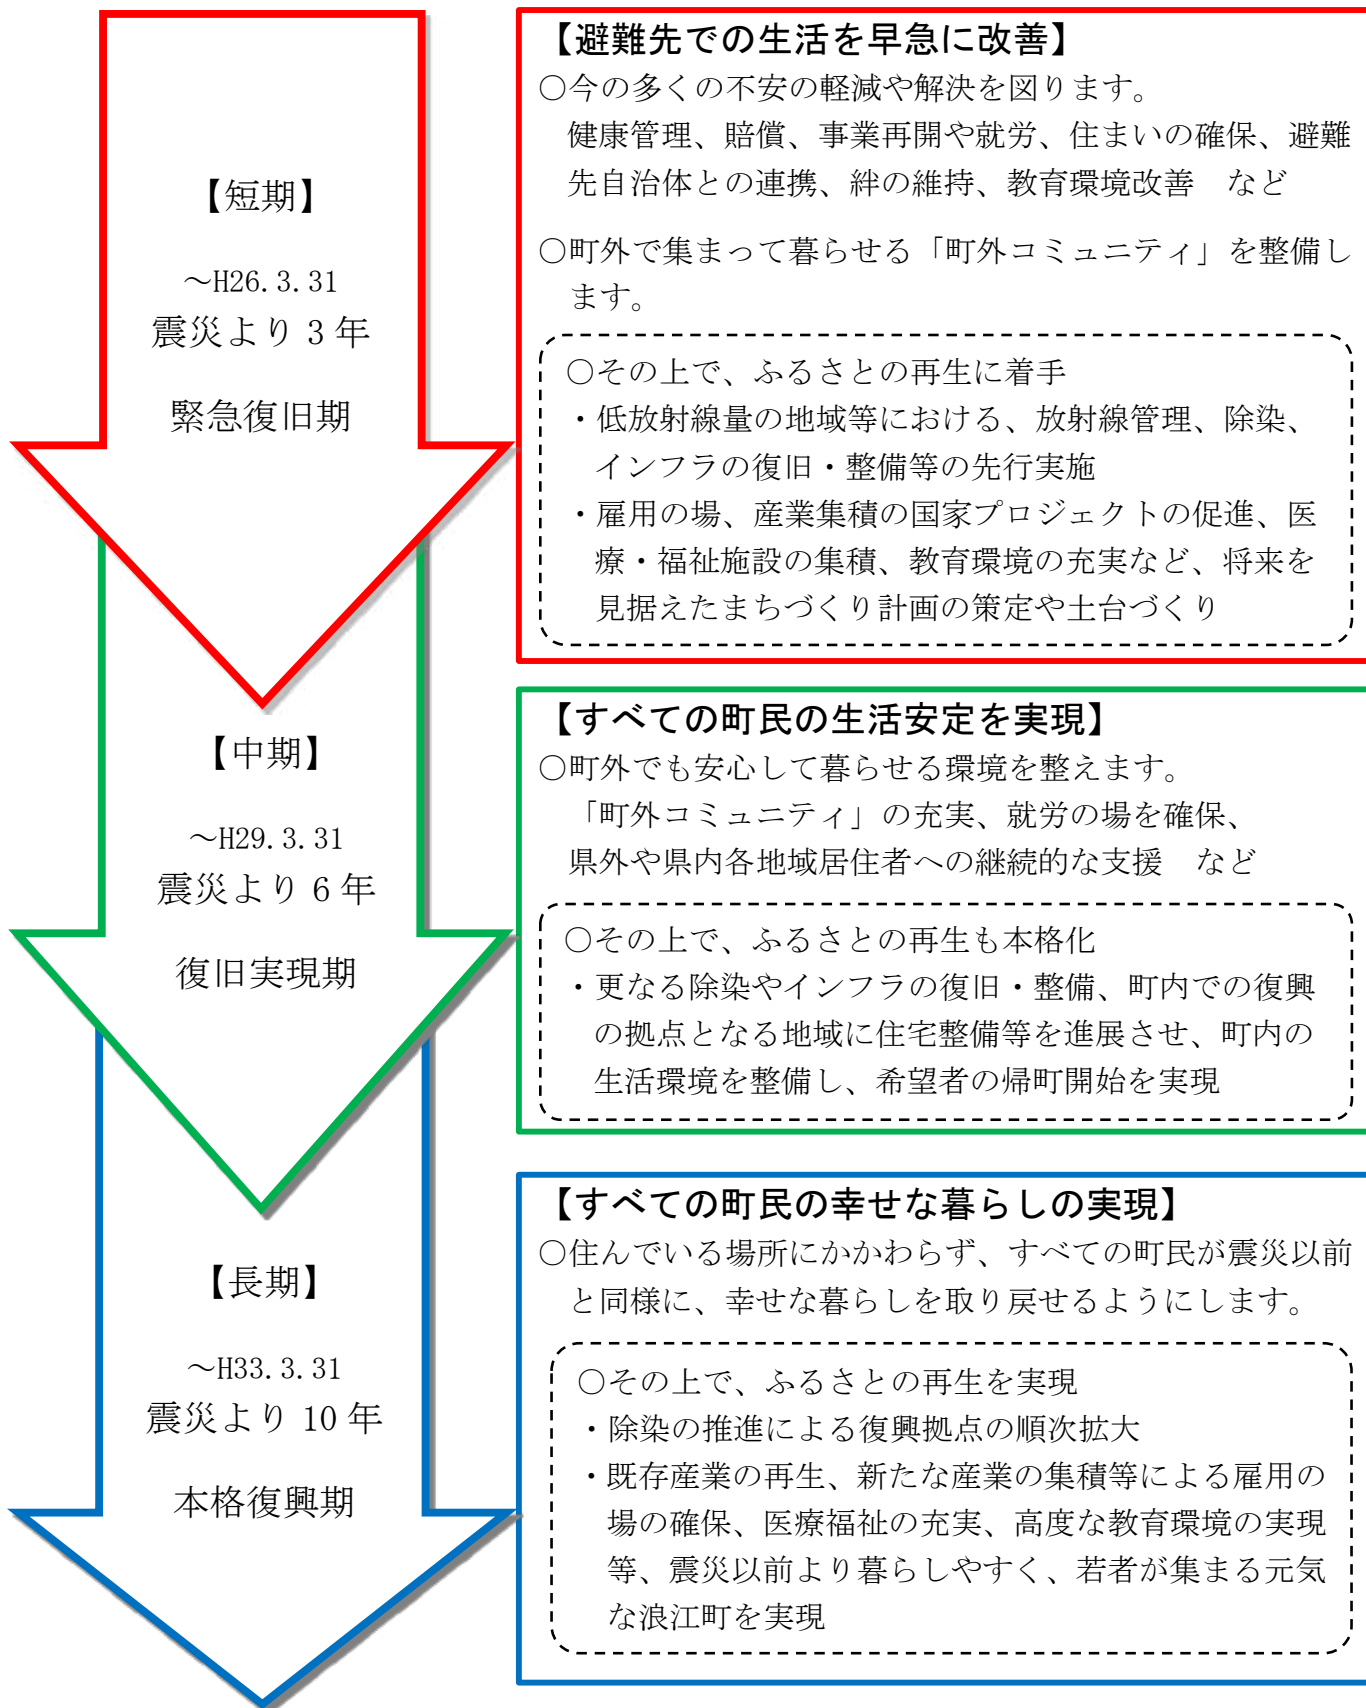 【短期】
～H26.3.31
震災より 3 年
緊急復旧期
【避難先での生活を早急に改善】
○今の多くの不安の軽減や解決を図ります。
健康管理、賠償、事業再開や就労、住まいの確保、避難
先自治体との連携、絆の維持、教育環境改善　など
○町外で集まって暮らせる「町外コミュニティ」を整備し
ます。
○その上で、ふるさとの再生に着手
・低放射線量の地域等における、放射線管理、除染、
インフラの復旧・整備等の先行実施
・雇用の場、産業集積の国家プロジェクトの促進、医
療・福祉施設の集積、教育環境の充実など、将来を
見据えたまちづくり計画の策定や土台づくり
【中期】
～H29.3.31
震災より 6 年
復旧実現期
【すべての町民の生活安定を実現】
○町外でも安心して暮らせる環境を整えます。
「町外コミュニティ」の充実、就労の場を確保、
県外や県内各地域居住者への継続的な支援　など
○その上で、ふるさとの再生も本格化
・更なる除染やインフラの復旧・整備、町内での復興
の拠点となる地域に住宅整備等を進展させ、町内の
生活環境を整備し、希望者の帰町開始を実現
【長期】
～H33.3.31
震災より 10 年
本格復興期
【すべての町民の幸せな暮らしの実現】
○住んでいる場所にかかわらず、すべての町民が震災以前
と同様に、幸せな暮らしを取り戻せるようにします。
○その上で、ふるさとの再生を実現
・除染の推進による復興拠点の順次拡大
・既存産業の再生、新たな産業の集積等による雇用の
場の確保、医療福祉の充実、高度な教育環境の実現
等、震災以前より暮らしやすく、若者が集まる元気
な浪江町を実現